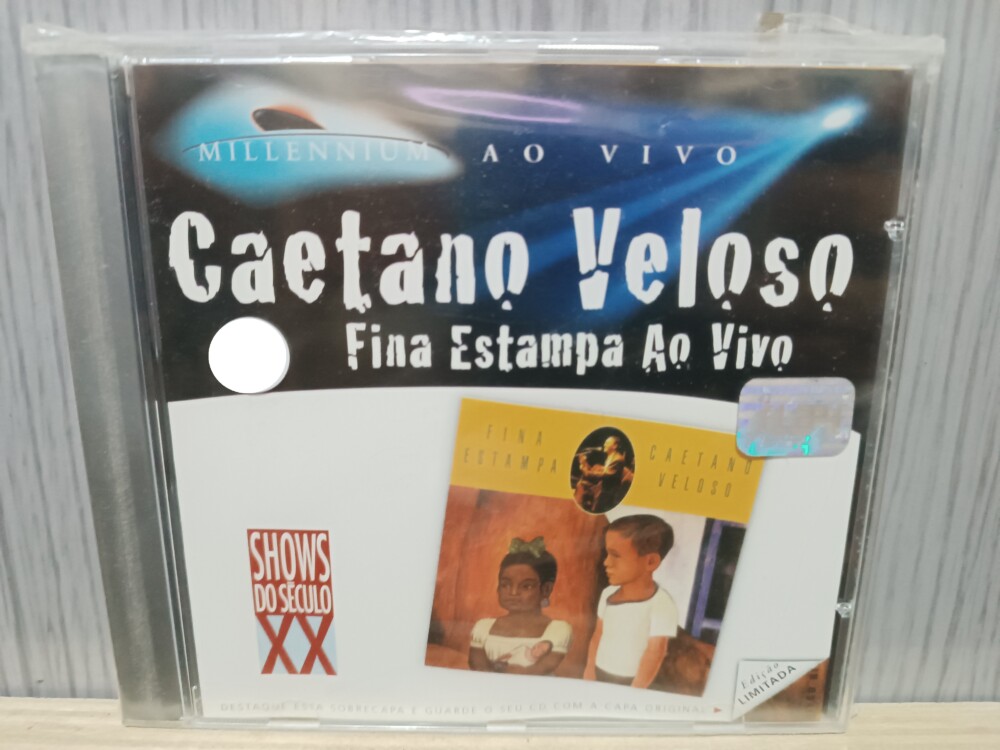 MILLENNIUM AO VIVO
Caetano Veloso
Fina Estampa Ao Vivo
FINA
ESTAMPA
CAETANO
VELOSO
SHOWS
DO SÉCULO
XX
Edição
LIMITADA
DESTAQUE ESSA SOBRECAPA E GUARDE O SEU CD COM A CAPA ORIGINAL